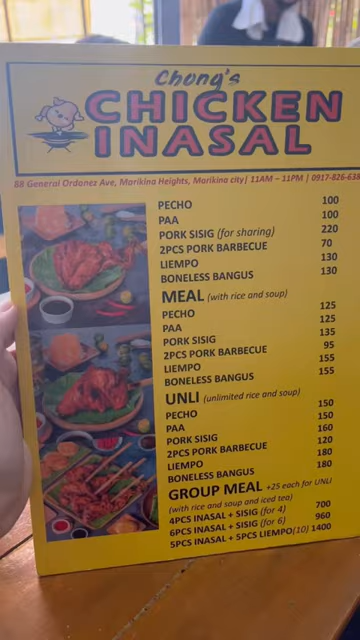 Chong's
CHICKEN
INASAL
88 General Ordonez Ave, Marikina Heights, Marikina city| 11AM – 11PM | 0917-826-638
PECHO 100
PAA 100
PORK SISIG (for sharing) 220
2PCS PORK BARBECUE 70
LIEMPO 130
BONELESS BANGUS 130
MEAL (with rice and soup)
PECHO 125
PAA 125
PORK SISIG 135
2PCS PORK BARBECUE 95
LIEMPO 155
BONELESS BANGUS 155
UNLI (unlimited rice and soup)
PECHO 150
PAA 150
PORK SISIG 160
2PCS PORK BARBECUE 120
LIEMPO 180
BONELESS BANGUS 180
GROUP MEAL +25 each for UNLI
(with rice and soup and iced tea)
4PCS INASAL + SISIG (for 4) 700
6PCS INASAL + SISIG (for 6) 960
5PCS INASAL + 5PCS LIEMPO(10) 1400